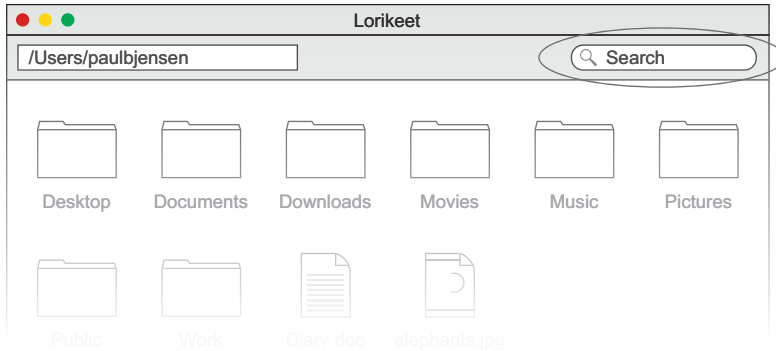 Lorikeet
/Users/paulbjensen
Search
Desktop
Documents
Downloads
Movies
Music
Pictures
Public
Work
Diary.doc
elephants.jpg